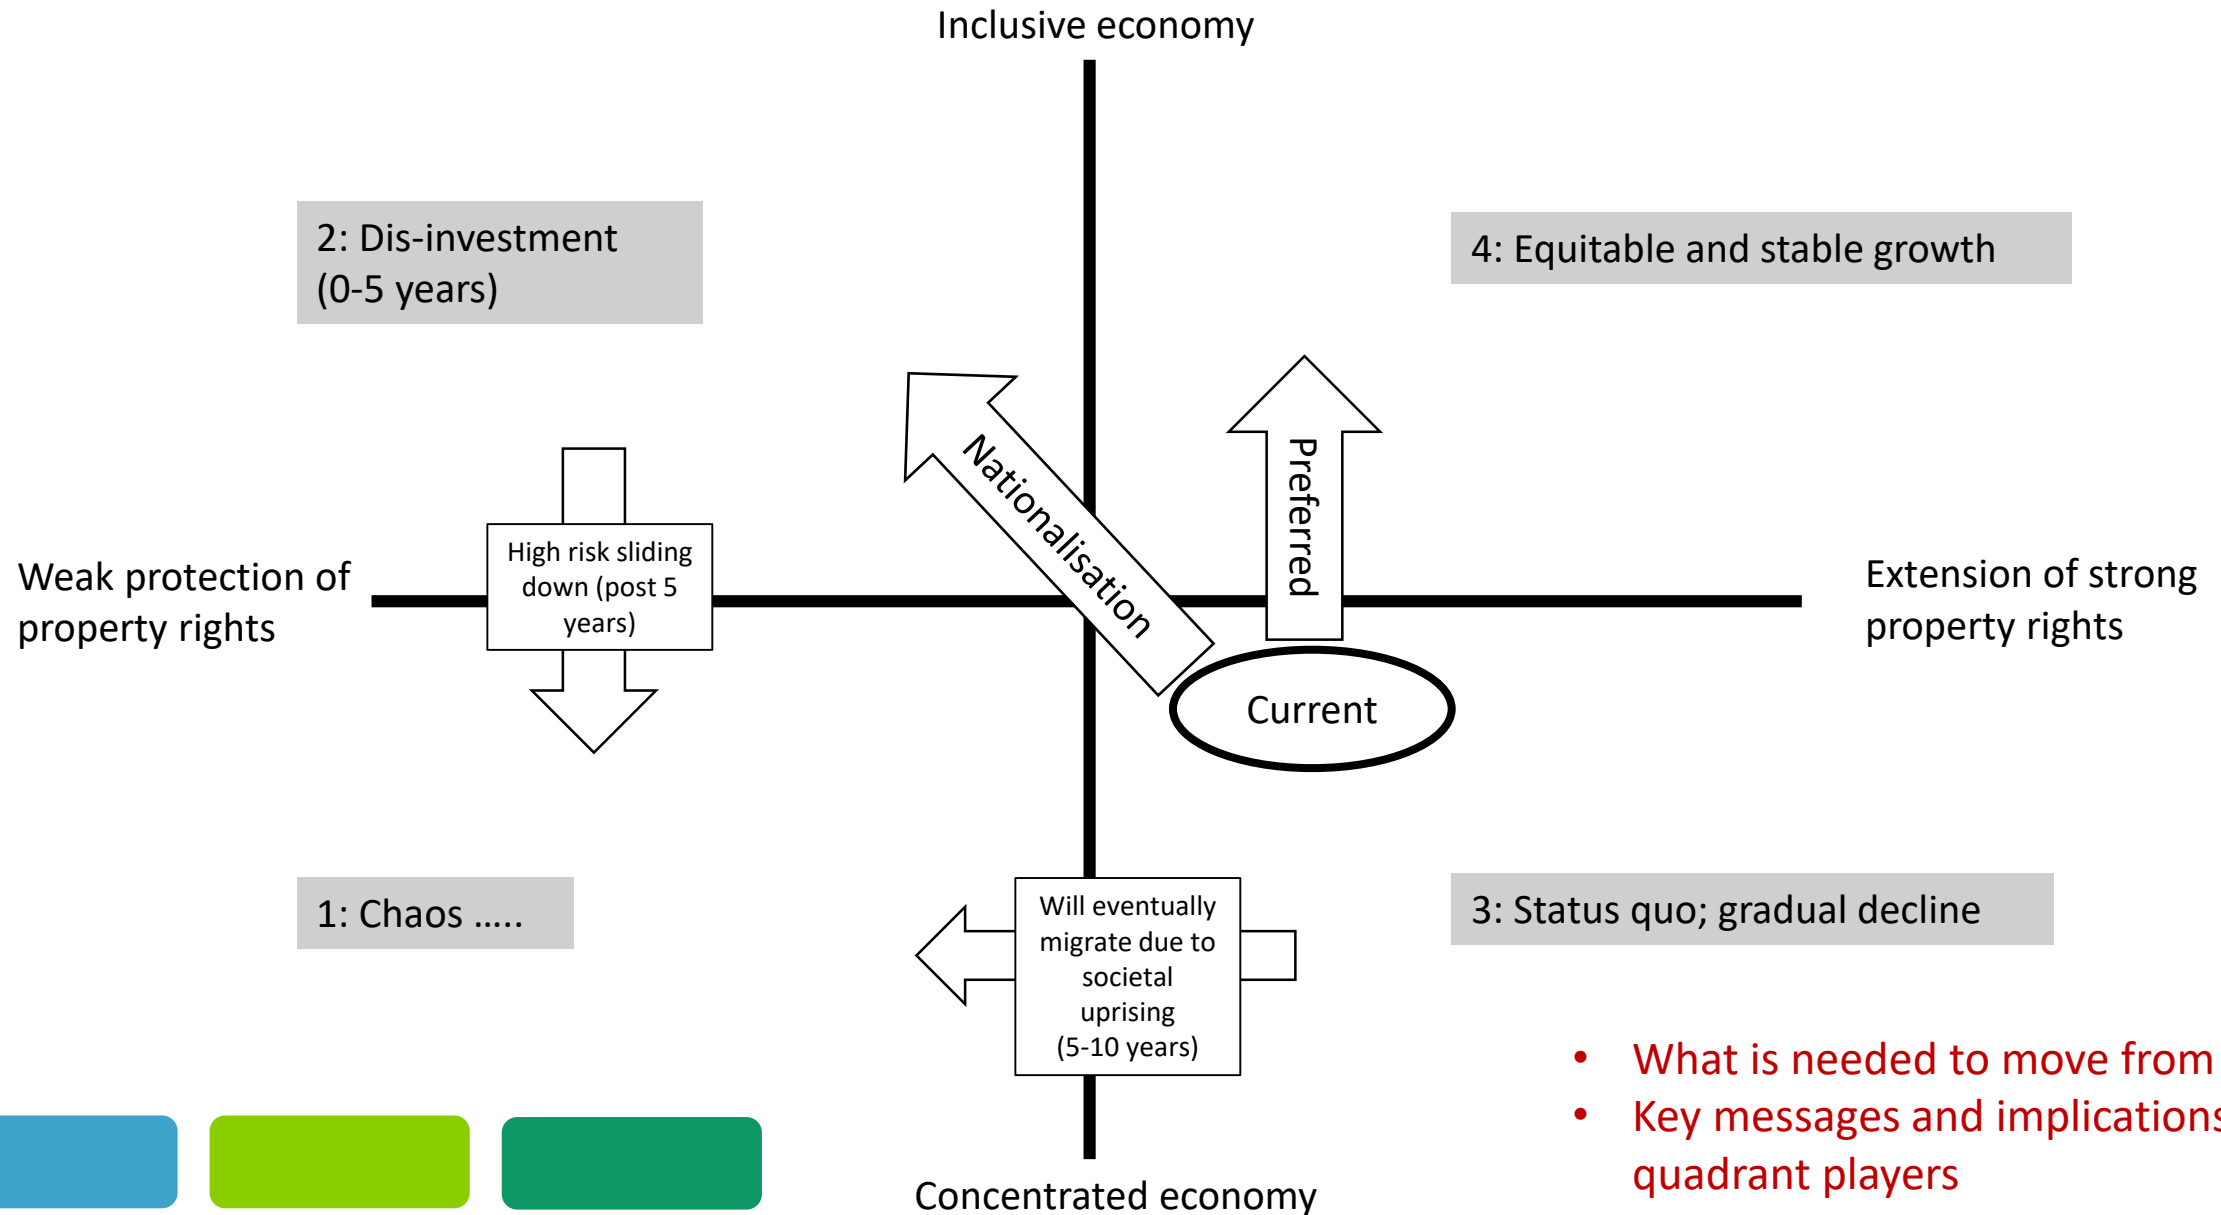 Inclusive economy
2: Dis-investment
(0-5 years)
4: Equitable and stable growth
Nationalisation
Preferred
High risk sliding
down (post 5
years)
Weak protection of
property rights
Extension of strong
property rights
Current
1: Chaos .....
Will eventually
migrate due to
societal
uprising
(5-10 years)
3: Status quo; gradual decline
• What is needed to move from
• Key messages and implications
quadrant players
Concentrated economy